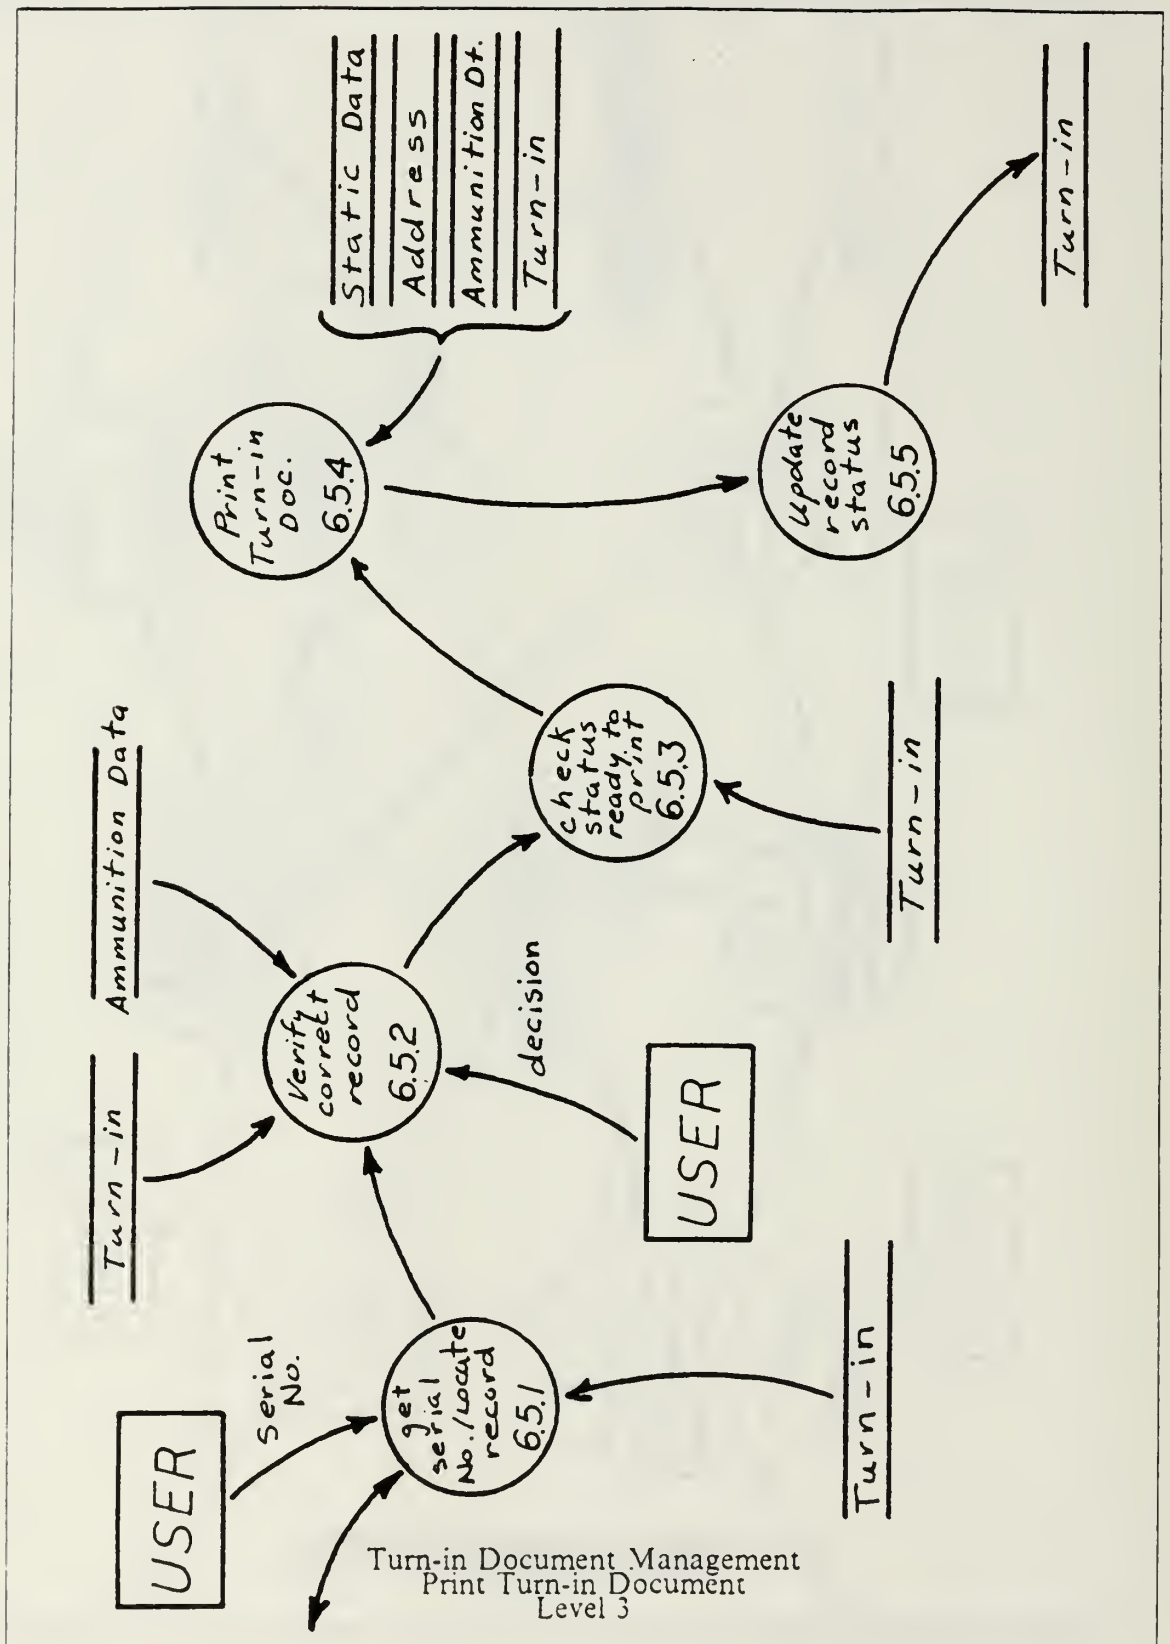 USER
Serial
No.
get
serial
No./Locate
record
6.5.1
Turn-in
Turn-in
Ammunition Data
Verify
correct
record
6.5.2
decision
USER
check
status
ready to
print
6.5.3
Turn-in
Print
Turn-in
Doc.
6.5.4
Static Data
Address
Ammunition Dt.
Turn-in
Update
record
status
6.5.5
Turn-in
Turn-in Document Management
Print Turn-in Document
Level 3